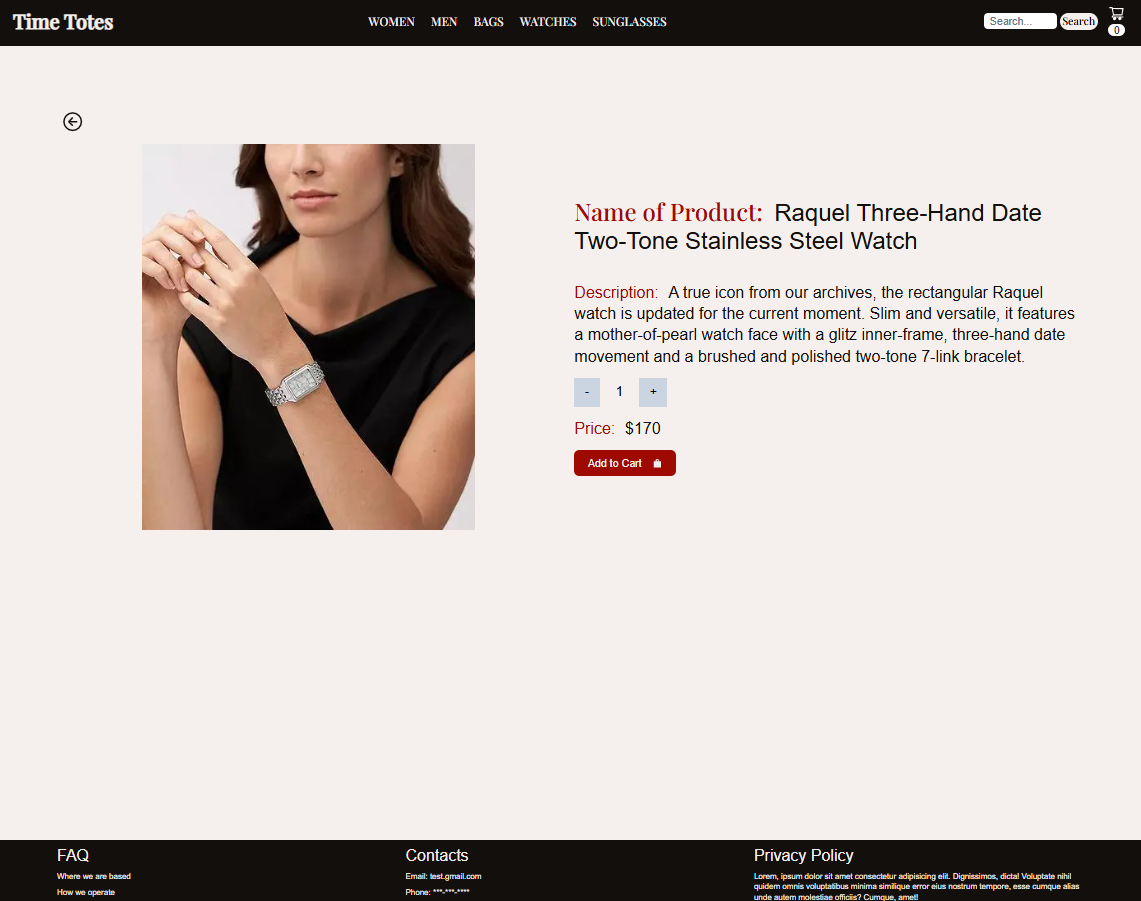 Time Totes
WOMEN MEN BAGS WATCHES SUNGLASSES
Search... Search
0
Name of Product: Raquel Three-Hand Date
Two-Tone Stainless Steel Watch
Description: A true icon from our archives, the rectangular Raquel
watch is updated for the current moment. Slim and versatile, it features
a mother-of-pearl watch face with a glitz inner-frame, three-hand date
movement and a brushed and polished two-tone 7-link bracelet.
- 1 +
Price: $170
Add to Cart
FAQ
Where we are based
How we operate
Contacts
Email: test.gmail.com
Phone: ***-***-****
Privacy Policy
Lorem, ipsum dolor sit amet consectetur adipisicing elit. Dignissimos, dicta! Voluptate nihil
quidem omnis voluptatibus minima similique error eius nostrum tempore, esse cumque alias
unde autem molestiae officiis? Cumque, amet!